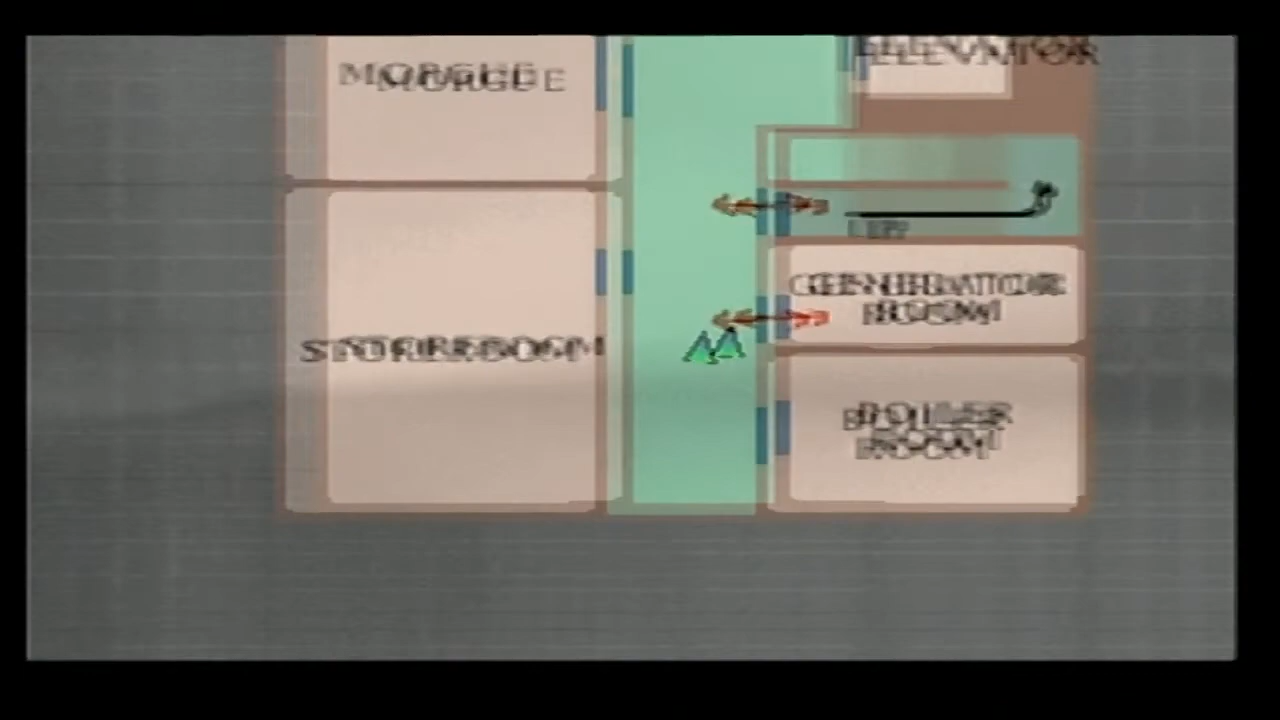 MORGUE
ELEVATOR
STOREROOM
GENERATOR
ROOM
BOILER
ROOM